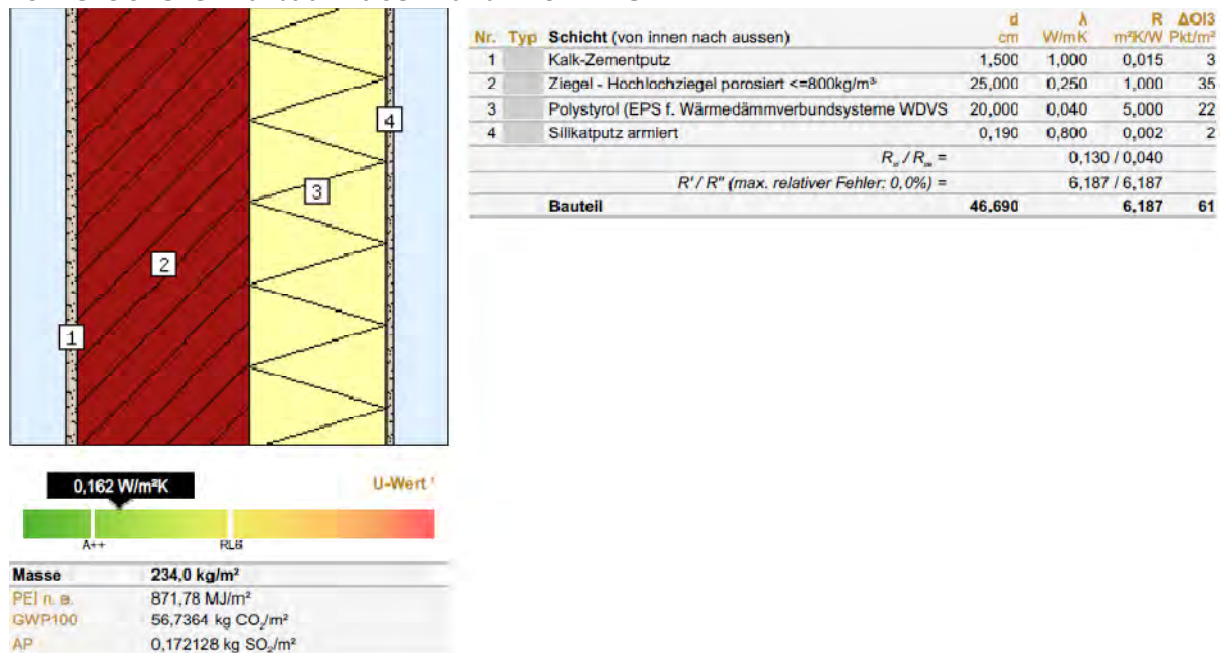 d λ R ΔOI3
Nr. Typ Schicht (von innen nach aussen) cm W/mK m²K/W Pkt/m²
1 Kalk-Zementputz 1,500 1,000 0,015 3
2 Ziegel - Hochlochziegel porosiert <=800kg/m³ 25,000 0,250 1,000 35
3 Polystyrol (EPS f. Wärmedämmverbundsysteme WDVS 20,000 0,040 5,000 22
4 Silikatputz armiert 0,190 0,800 0,002 2
= 0,130 / 0,040
R' / R" (max. relativer Fehler: 0,0%) = 6,187 / 6,187
Bauteil 46,690 6,187 61
4
3
2
1
0,162 W/m²K U-Wert ¹
A++
Masse 234,0 kg/m²
PEI n. e. 871,78 MJ/m²
GWP100 56,7364 kg CO₂/m²
AP 0,172128 kg SO₂/m²